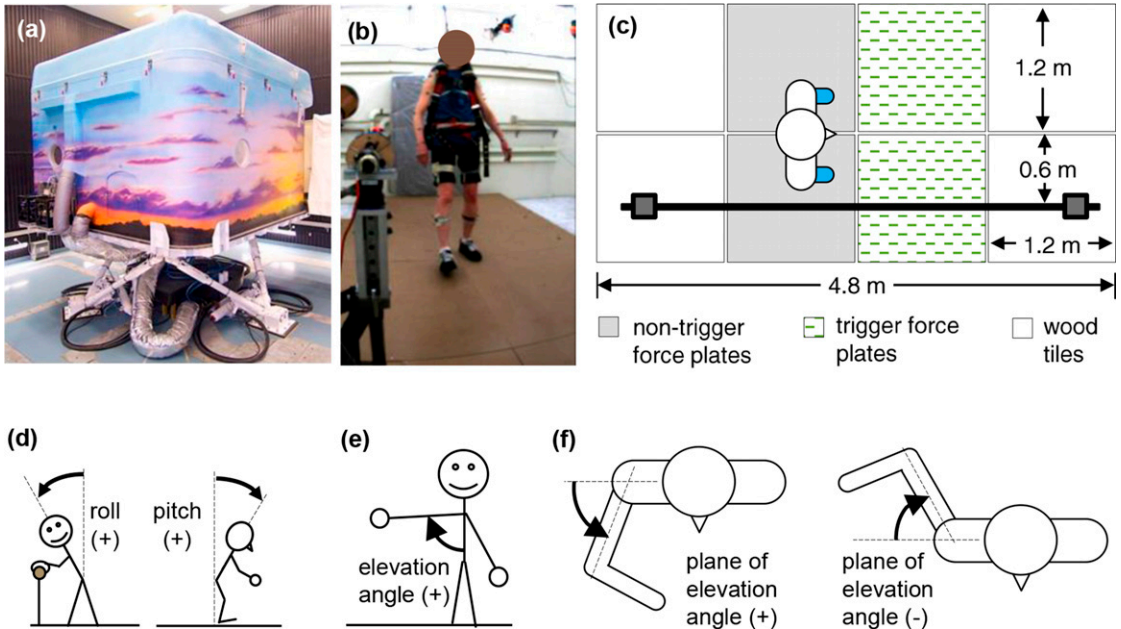 (a)
(b)
(c)
1.2 m
0.6 m
1.2 m
4.8 m
non-trigger
force plates
trigger force
plates
wood
tiles
(d)
roll
(+)
pitch
(+)
(e)
elevation
angle (+)
(f)
plane of
elevation
angle (+)
plane of
elevation
angle (-)